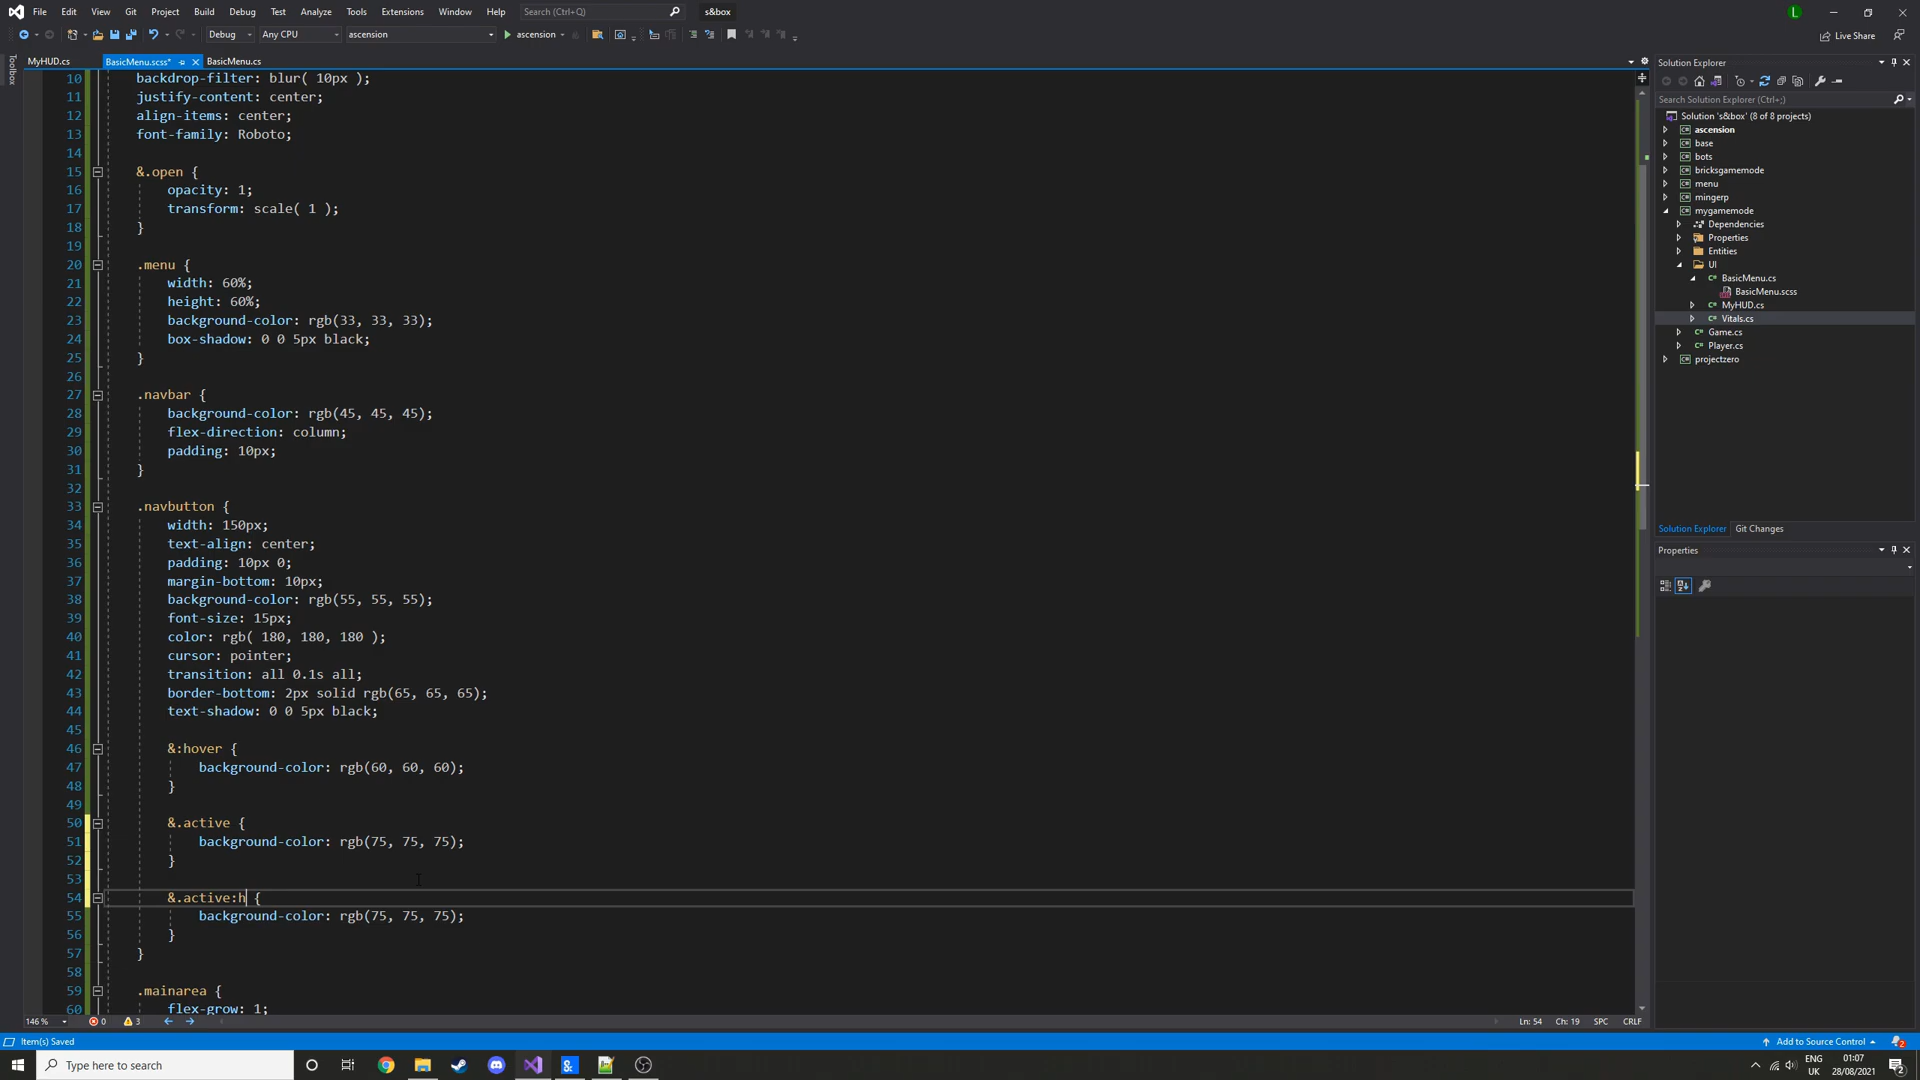 File Edit View Git Project Build Debug Test Analyze Tools Extensions Window Help Search (Ctrl+Q) s&box L
Debug Any CPU ascension ascension Live Share
Toolbox
MyHUD.cs BasicMenu.scss* BasicMenu.cs
10 backdrop-filter: blur( 10px );
11 justify-content: center;
12 align-items: center;
13 font-family: Roboto;
14
15 &.open {
16 opacity: 1;
17 transform: scale( 1 );
18 }
19
20 .menu {
21 width: 60%;
22 height: 60%;
23 background-color: rgb(33, 33, 33);
24 box-shadow: 0 0 5px black;
25 }
26
27 .navbar {
28 background-color: rgb(45, 45, 45);
29 flex-direction: column;
30 padding: 10px;
31 }
32
33 .navbutton {
34 width: 150px;
35 text-align: center;
36 padding: 10px 0;
37 margin-bottom: 10px;
38 background-color: rgb(55, 55, 55);
39 font-size: 15px;
40 color: rgb( 180, 180, 180 );
41 cursor: pointer;
42 transition: all 0.1s all;
43 border-bottom: 2px solid rgb(65, 65, 65);
44 text-shadow: 0 0 5px black;
45
46 &:hover {
47 background-color: rgb(60, 60, 60);
48 }
49
50 &.active {
51 background-color: rgb(75, 75, 75);
52 }
53
54 &.active:h {
55 background-color: rgb(75, 75, 75);
56 }
57 }
58
59 .mainarea {
60 flex-grow: 1;
146 % 0 3 Ln: 54 Ch: 19 SPC CRLF
Solution Explorer
Search Solution Explorer (Ctrl+;)
Solution 's&box' (8 of 8 projects)
ascension
base
bots
bricksgamemode
menu
mingerp
mygamemode
Dependencies
Properties
Entities
UI
BasicMenu.cs
BasicMenu.scss
MyHUD.cs
Vitals.cs
Game.cs
Player.cs
projectzero
Solution Explorer Git Changes
Properties
Item(s) Saved Add to Source Control 2
Type here to search ENG UK 01:07 28/08/2021 2